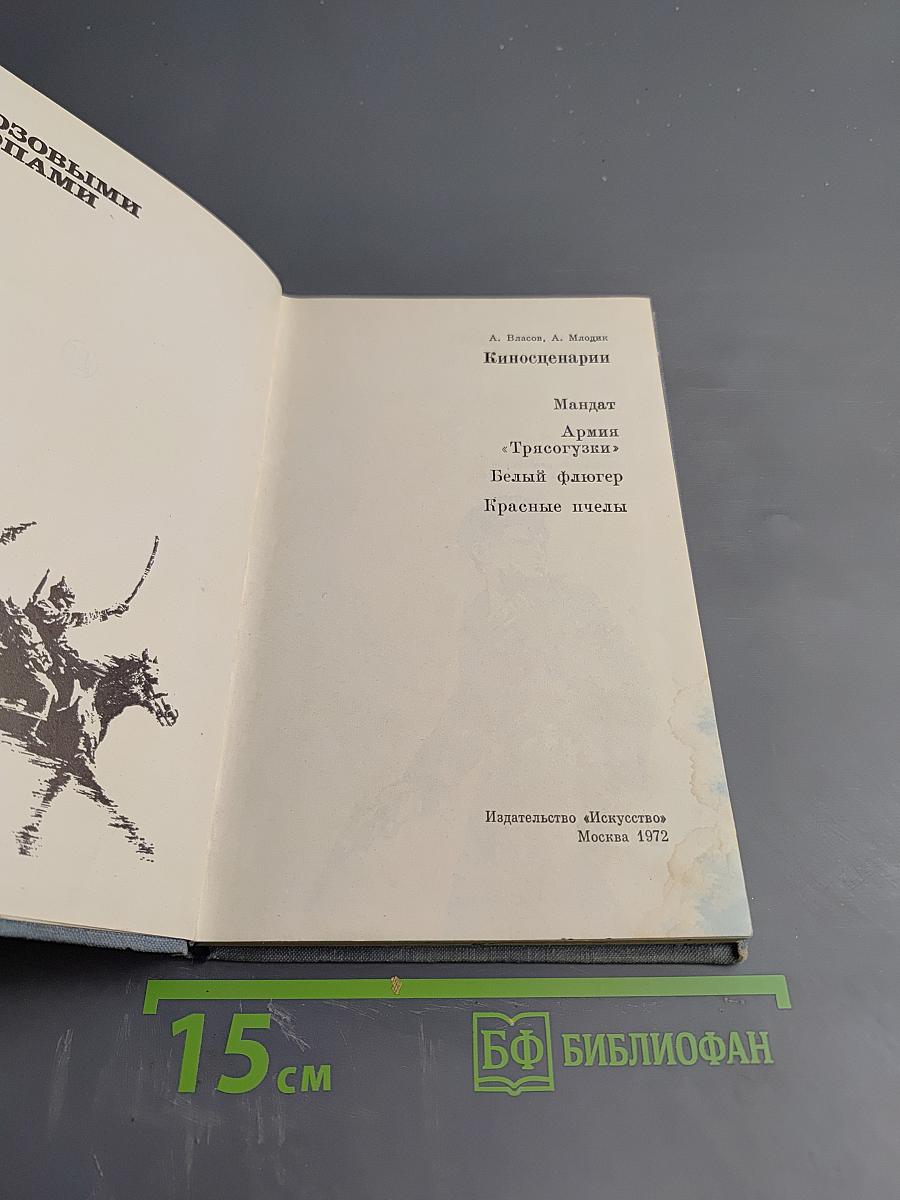 ОЗОВЫМИ
ОПАМИ
А. Власов, А. Млодик
Киносценарии
Мандат
Армия
«Трясогузки»
Белый флюгер
Красные пчелы
Издательство «Искусство»
Москва 1972
15 см
БФ БИБЛИОФАН